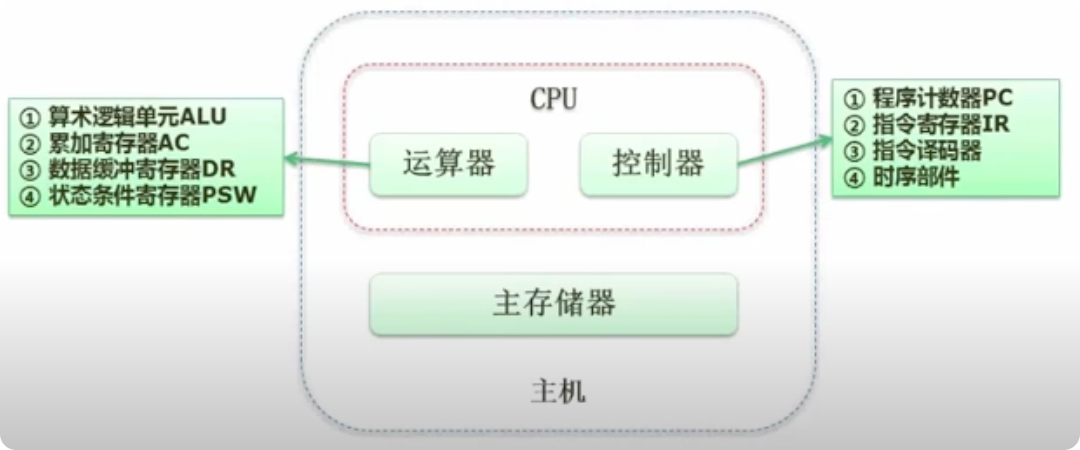 CPU
① 算术逻辑单元ALU
② 累加寄存器AC
③ 数据缓冲寄存器DR
④ 状态条件寄存器PSW
运算器
控制器
① 程序计数器PC
② 指令寄存器IR
③ 指令译码器
④ 时序部件
主存储器
主机